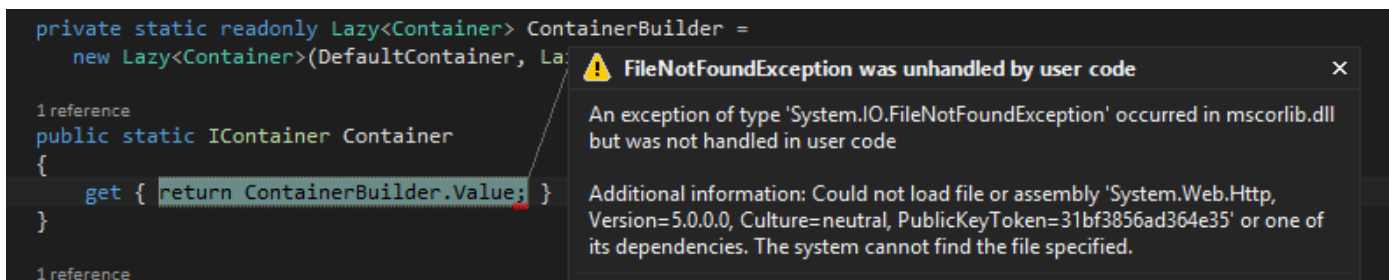 private static readonly Lazy<Container> ContainerBuilder =
new Lazy<Container>(DefaultContainer, La
FileNotFoundException was unhandled by user code
An exception of type 'System.IO.FileNotFoundException' occurred in mscorlib.dll
but was not handled in user code
Additional information: Could not load file or assembly 'System.Web.Http,
Version=5.0.0.0, Culture=neutral, PublicKeyToken=31bf3856ad364e35' or one of
its dependencies. The system cannot find the file specified.
1 reference
public static IContainer Container
{
get { return ContainerBuilder.Value; }
}
1 reference